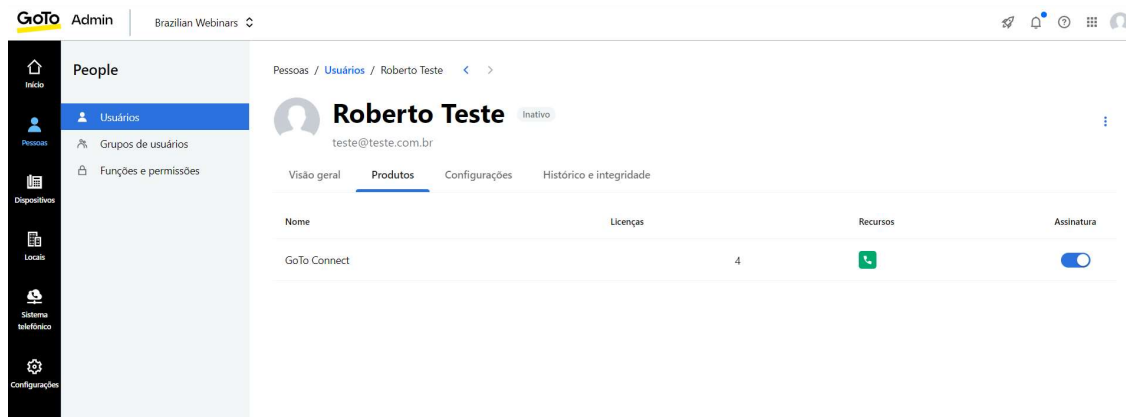 GoTo Admin Brazilian Webinars
Início
Pessoas
Dispositivos
Locais
Sistema
telefônico
Configurações
People
Usuários
Grupos de usuários
Funções e permissões
Pessoas / Usuários / Roberto Teste < >
Roberto Teste Inativo
teste@teste.com.br
Visão geral Produtos Configurações Histórico e integridade
Nome Licenças Recursos Assinatura
GoTo Connect 4